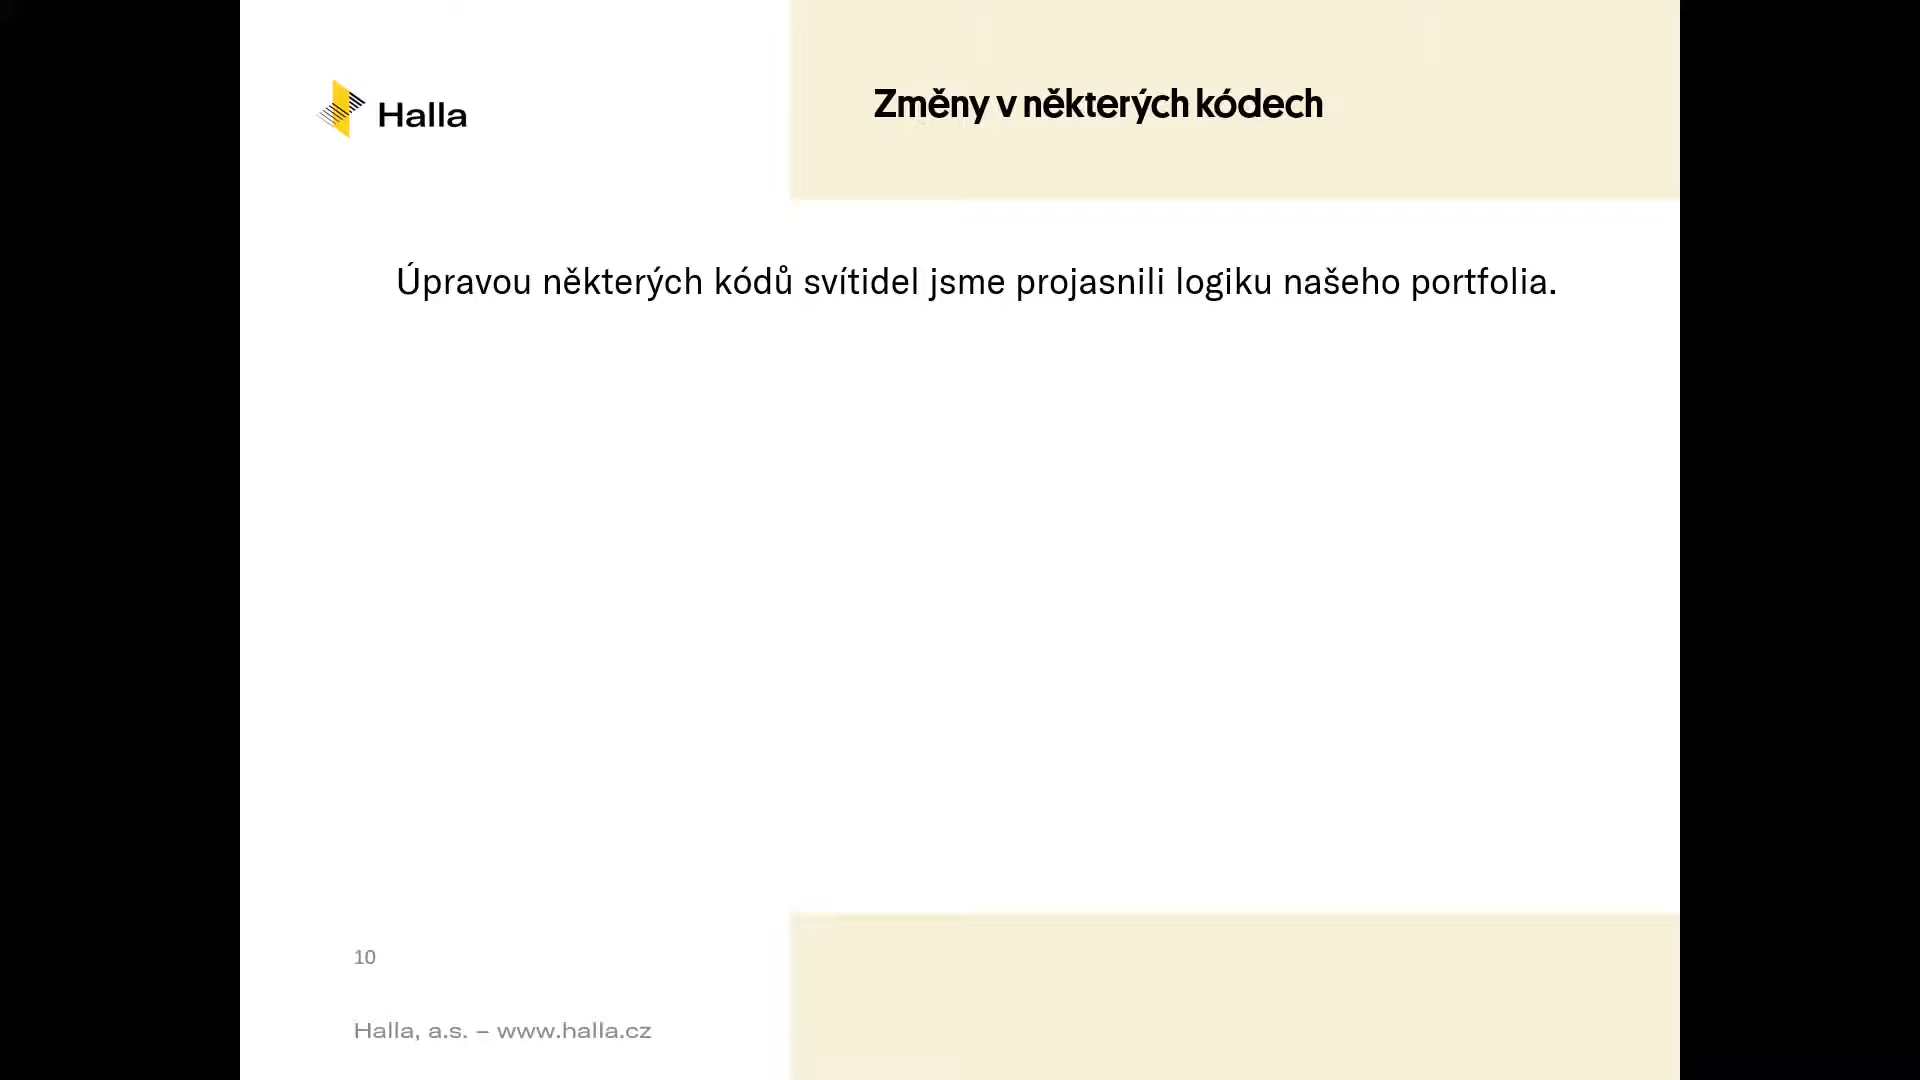 Halla
Změny v některých kódech
Úpravou některých kódů svítidel jsme projasnili logiku našeho portfolia.
10
Halla, a.s. – www.halla.cz